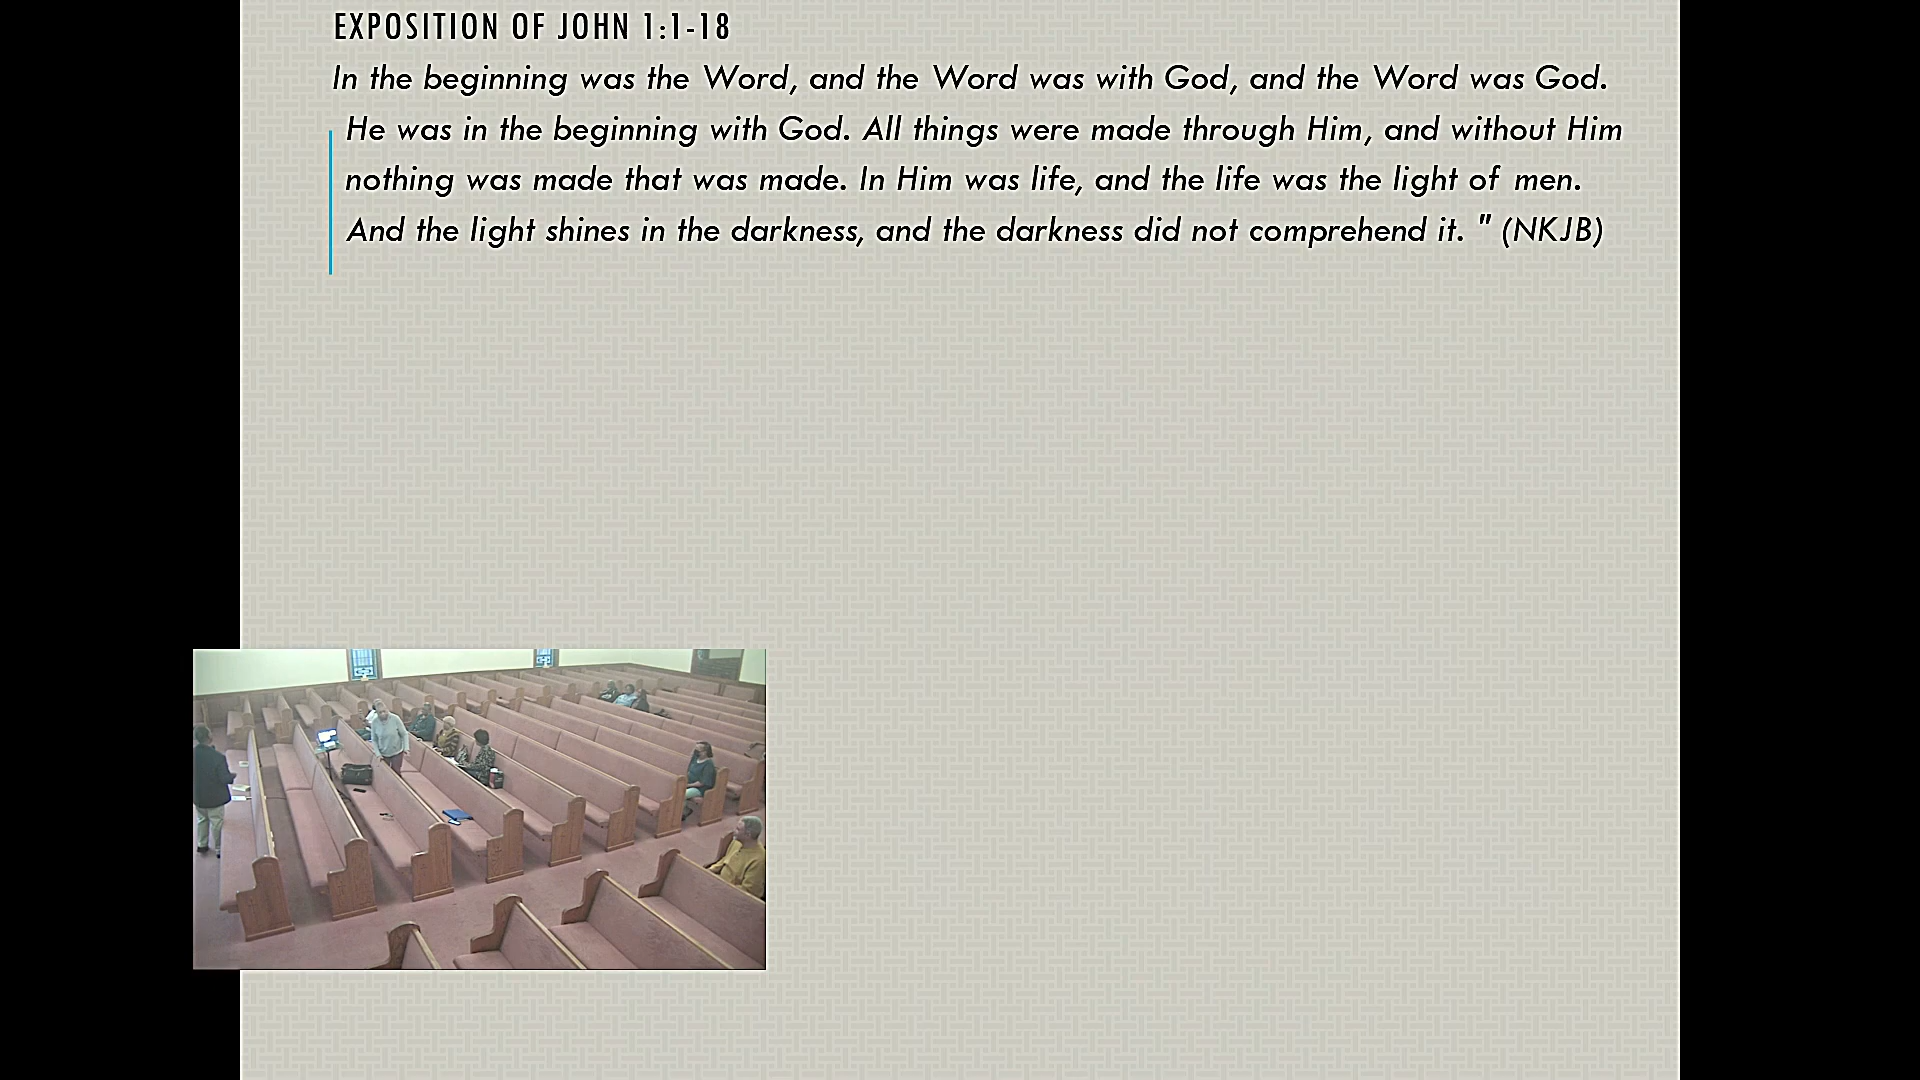 EXPOSITION OF JOHN 1:1-18
In the beginning was the Word, and the Word was with God, and the Word was God.
He was in the beginning with God. All things were made through Him, and without Him
nothing was made that was made. In Him was life, and the life was the light of men.
And the light shines in the darkness, and the darkness did not comprehend it. " (NKJB)